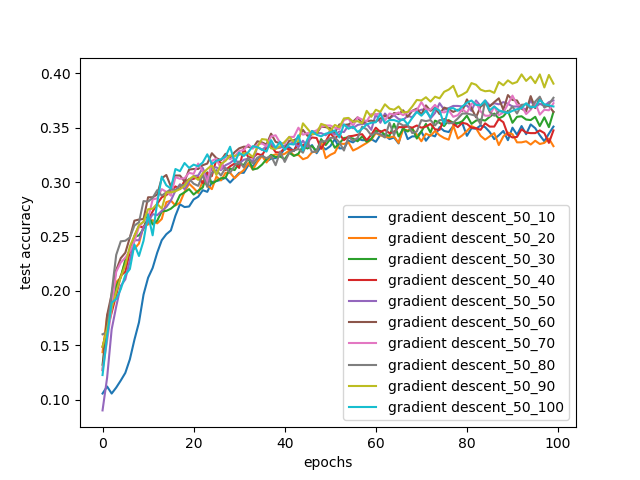 0.40
0.35
0.30
0.25
0.20
0.15
0.10
test accuracy
0
20
40
60
80
100
epochs
gradient descent_50_10
gradient descent_50_20
gradient descent_50_30
gradient descent_50_40
gradient descent_50_50
gradient descent_50_60
gradient descent_50_70
gradient descent_50_80
gradient descent_50_90
gradient descent_50_100